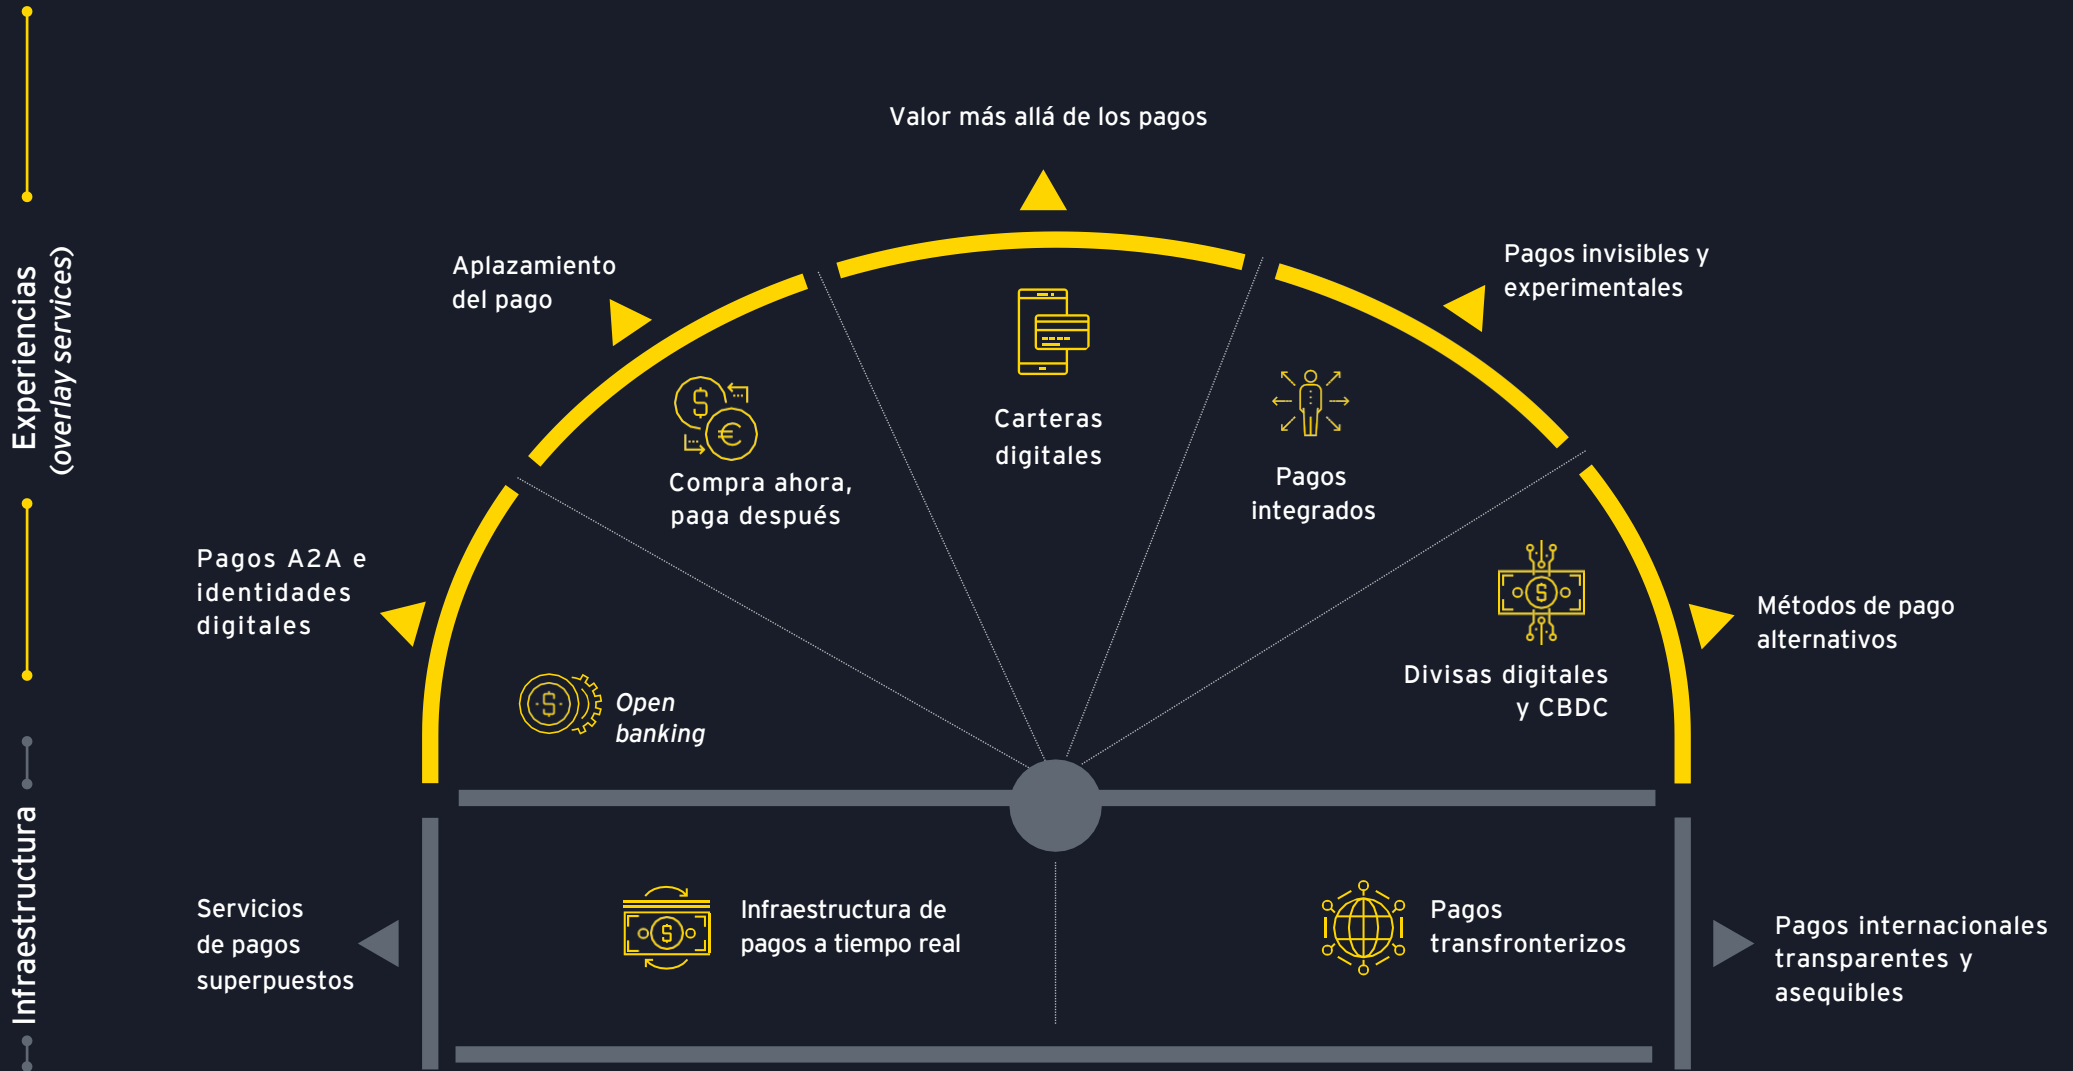 Valor más allá de los pagos
Aplazamiento
del pago
Pagos invisibles y
experimentales
Experiencias
(overlay services)
Carteras
digitales
Compra ahora,
paga después
Pagos
integrados
Pagos A2A e
identidades
digitales
Métodos de pago
alternativos
Open
banking
Divisas digitales
y CBDC
Infraestructura
Servicios
de pagos
superpuestos
Infraestructura de
pagos a tiempo real
Pagos
transfronterizos
Pagos internacionales
transparentes y
asequibles